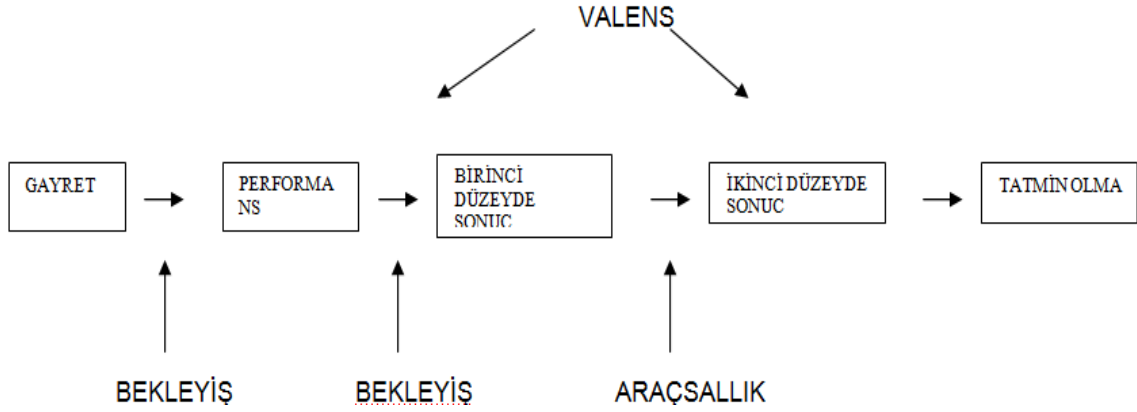 VALENS
GAYRET
PERFORMA
NS
BİRİNCİ
DÜZEYDE
SONUC
İKİNCİ DÜZEYDE
SONUC
TATMİN OLMA
BEKLEYİŞ
BEKLEYİŞ
ARAÇSALLIK